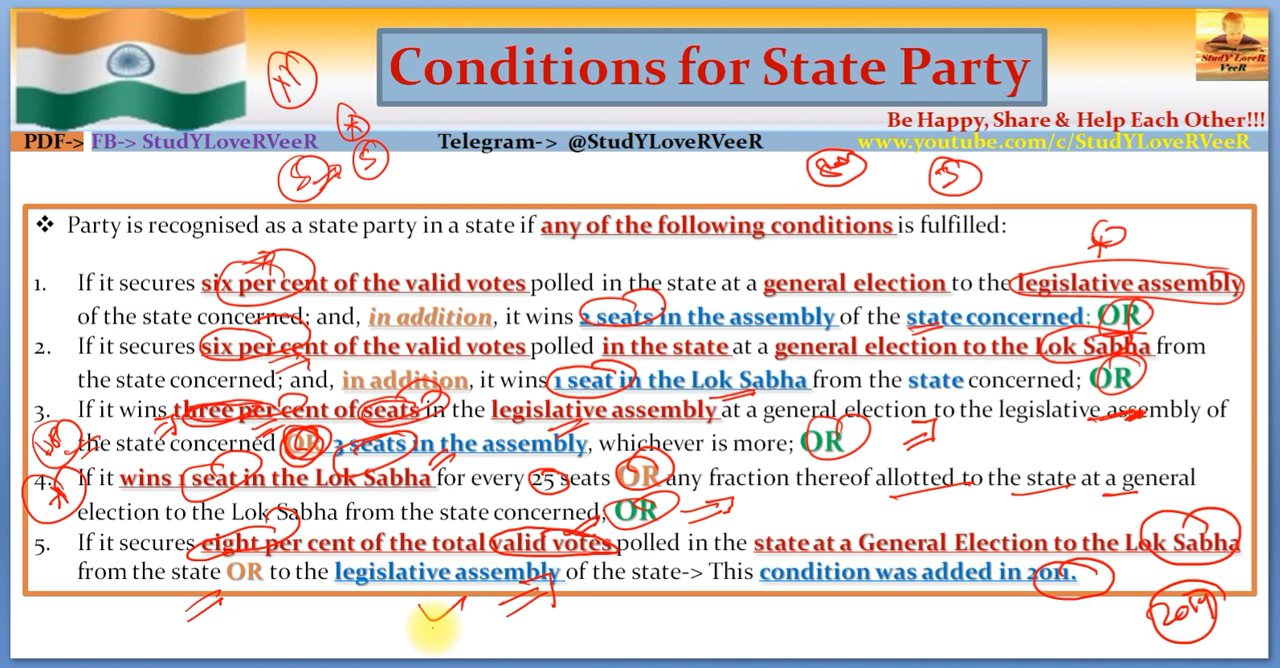 Conditions for State Party
StudY LoveR
VeeR
Be Happy, Share & Help Each Other!!!
PDF-> FB-> StudYLoveRVeeR Telegram-> @StudYLoveRVeeR www.youtube.com/c/StudYLoveRVeeR
❖ Party is recognised as a state party in a state if any of the following conditions is fulfilled:
1. If it secures six per cent of the valid votes polled in the state at a general election to the legislative assembly
of the state concerned; and, in addition, it wins 2 seats in the assembly of the state concerned; OR
2. If it secures six per cent of the valid votes polled in the state at a general election to the Lok Sabha from
the state concerned; and, in addition, it wins 1 seat in the Lok Sabha from the state concerned; OR
3. If it wins three per cent of seats in the legislative assembly at a general election to the legislative assembly of
the state concerned OR 3 seats in the assembly, whichever is more; OR
4. If it wins 1 seat in the Lok Sabha for every 25 seats OR any fraction thereof allotted to the state at a general
election to the Lok Sabha from the state concerned; OR
5. If it secures eight per cent of the total valid votes polled in the state at a General Election to the Lok Sabha
from the state OR to the legislative assembly of the state-> This condition was added in 2011.
2019